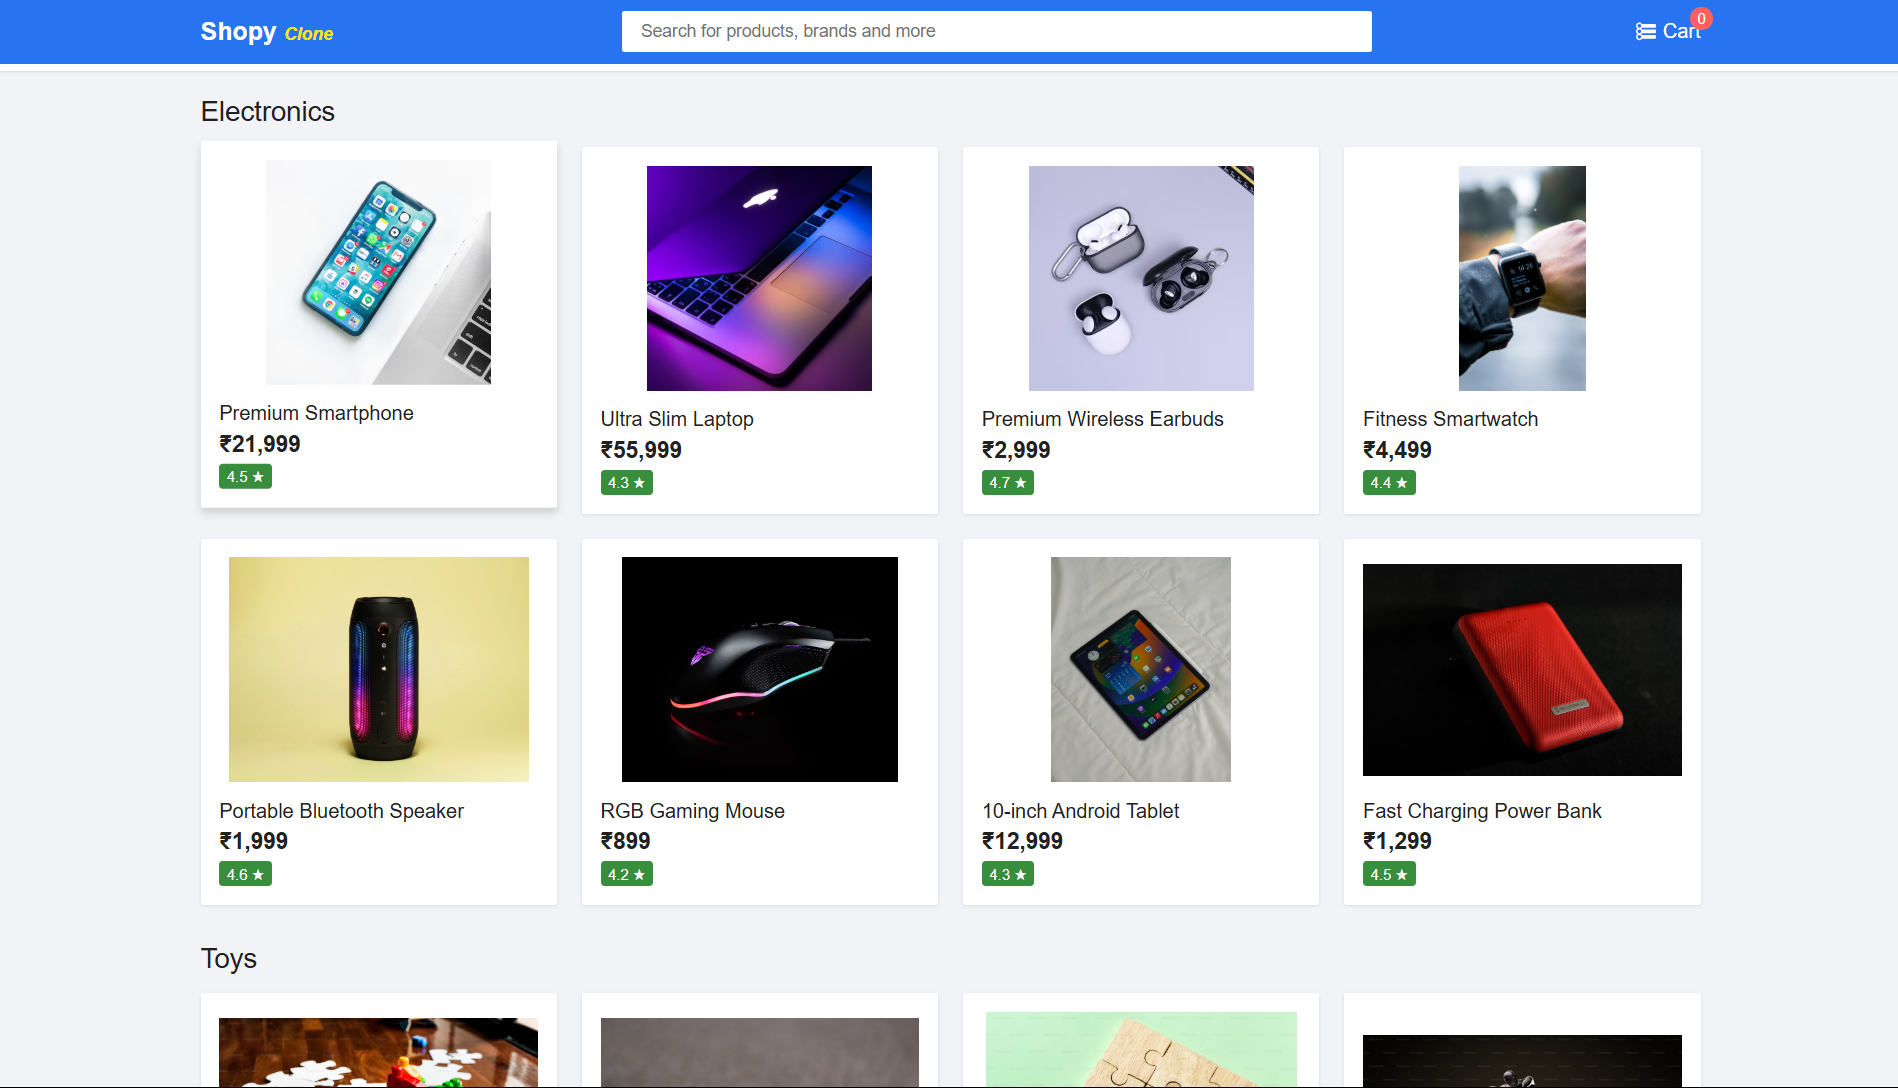 Shopy Clone
Search for products, brands and more
Cart
0
Electronics
Premium Smartphone
₹21,999
4.5 ★
Ultra Slim Laptop
₹55,999
4.3 ★
Premium Wireless Earbuds
₹2,999
4.7 ★
Fitness Smartwatch
₹4,499
4.4 ★
Portable Bluetooth Speaker
₹1,999
4.6 ★
RGB Gaming Mouse
₹899
4.2 ★
10-inch Android Tablet
₹12,999
4.3 ★
Fast Charging Power Bank
₹1,299
4.5 ★
Toys